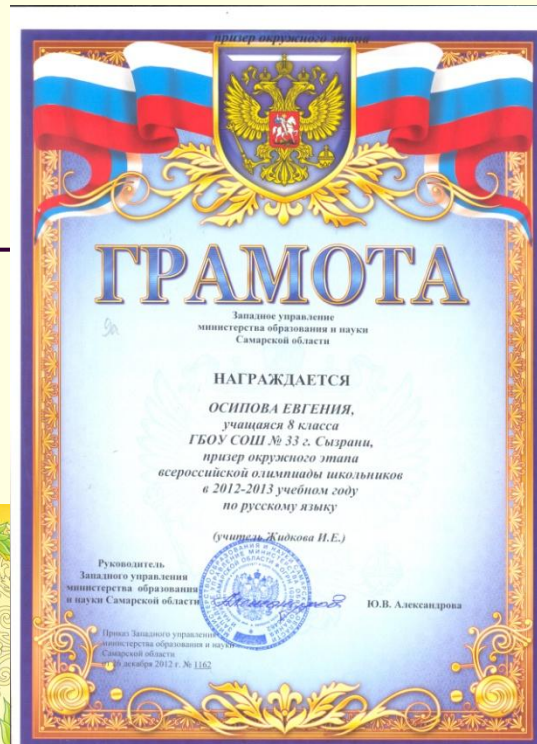 призер окружного этапа
ГРАМОТА
Западное управление
министерства образования и науки
Самарской области
9а
НАГРАЖДАЕТСЯ
ОСИПОВА ЕВГЕНИЯ,
учащаяся 8 класса
ГБОУ СОШ № 33 г. Сызрани,
призер окружного этапа
всероссийской олимпиады школьников
в 2012-2013 учебном году
по русскому языку
(учитель Жидкова И.Е.)
Руководитель
Западного управления
министерства образования
и науки Самарской области
Ю.В. Александрова
Приказ Западного управления
министерства образования и науки
Самарской области
от 26 декабря 2012 г. № 1162